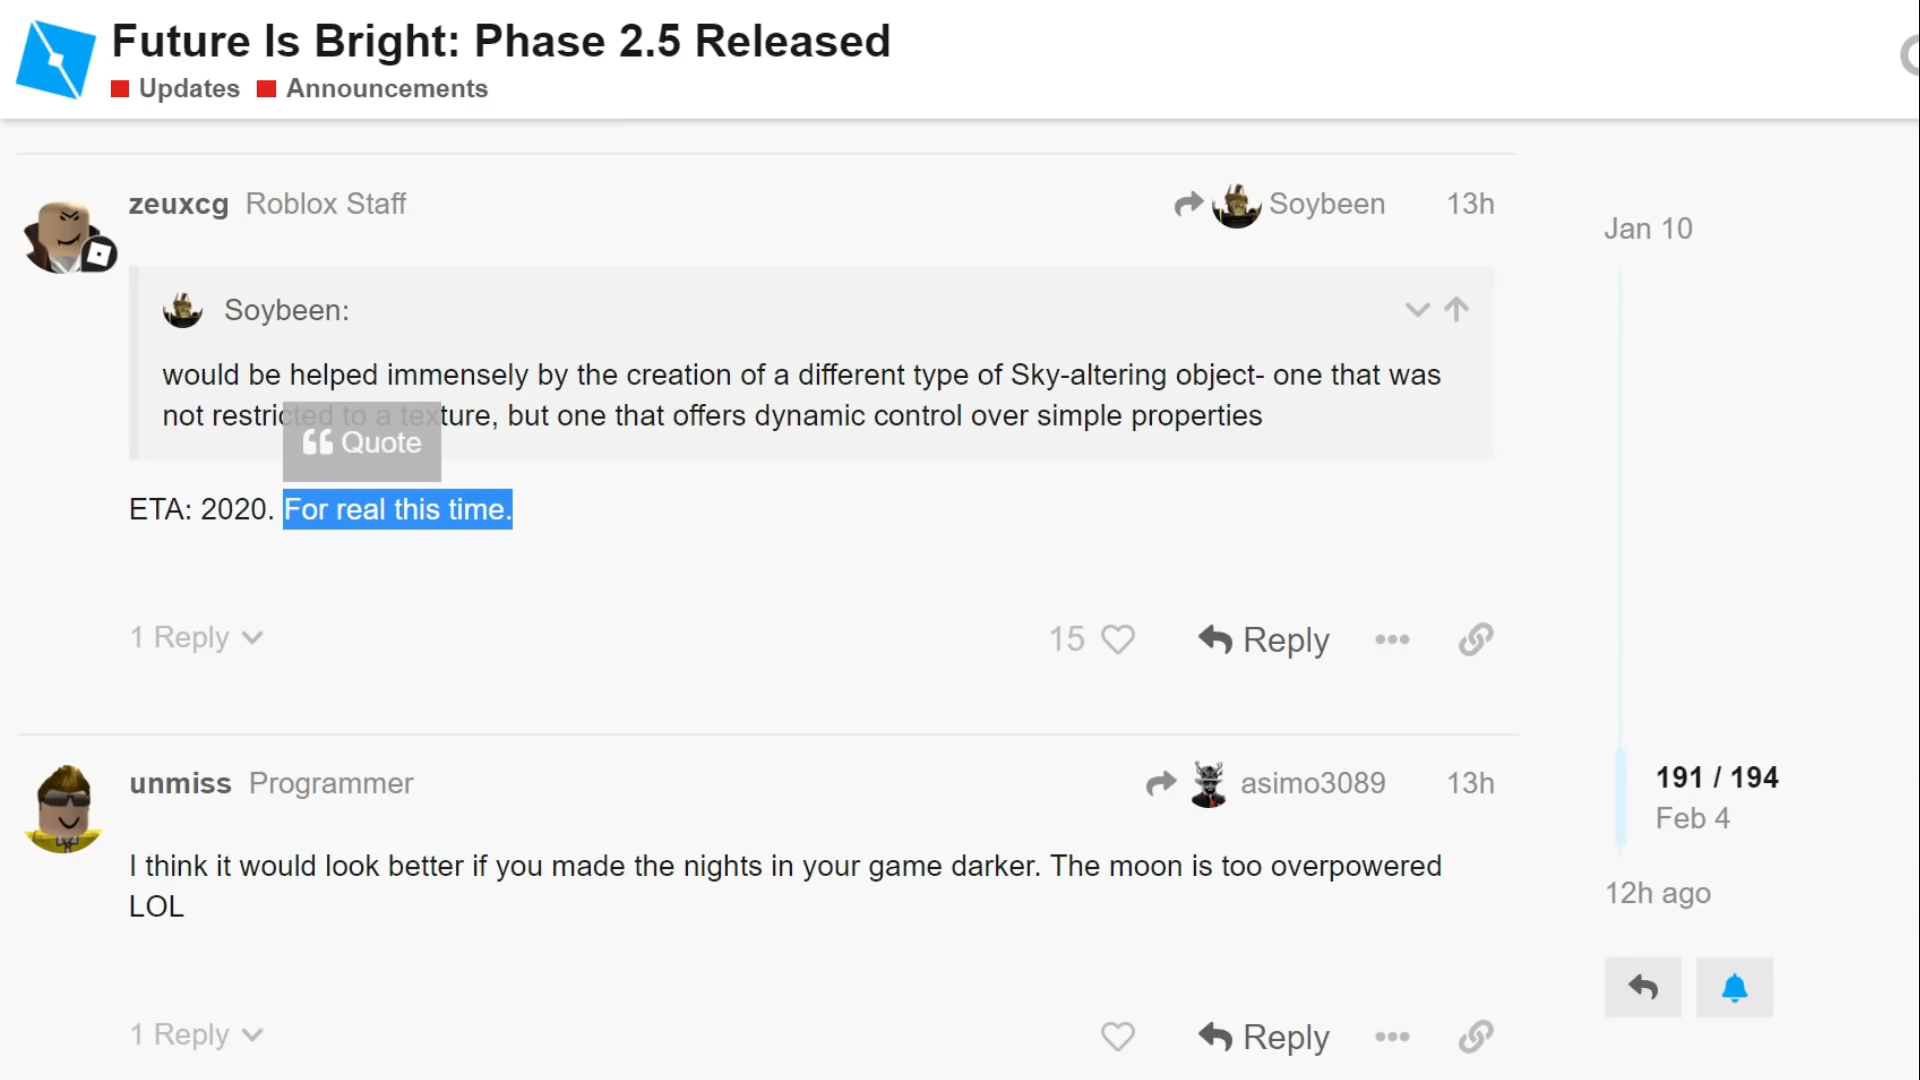 Future Is Bright: Phase 2.5 Released
Updates Announcements
zeuxcg Roblox Staff Soybeen 13h
Jan 10
Soybeen:
would be helped immensely by the creation of a different type of Sky-altering object- one that was
not restricted to a texture, but one that offers dynamic control over simple properties
Quote
ETA: 2020. For real this time.
1 Reply 15 Reply
unmiss Programmer asimo3089 13h
191 / 194
Feb 4
I think it would look better if you made the nights in your game darker. The moon is too overpowered
LOL
12h ago
1 Reply Reply